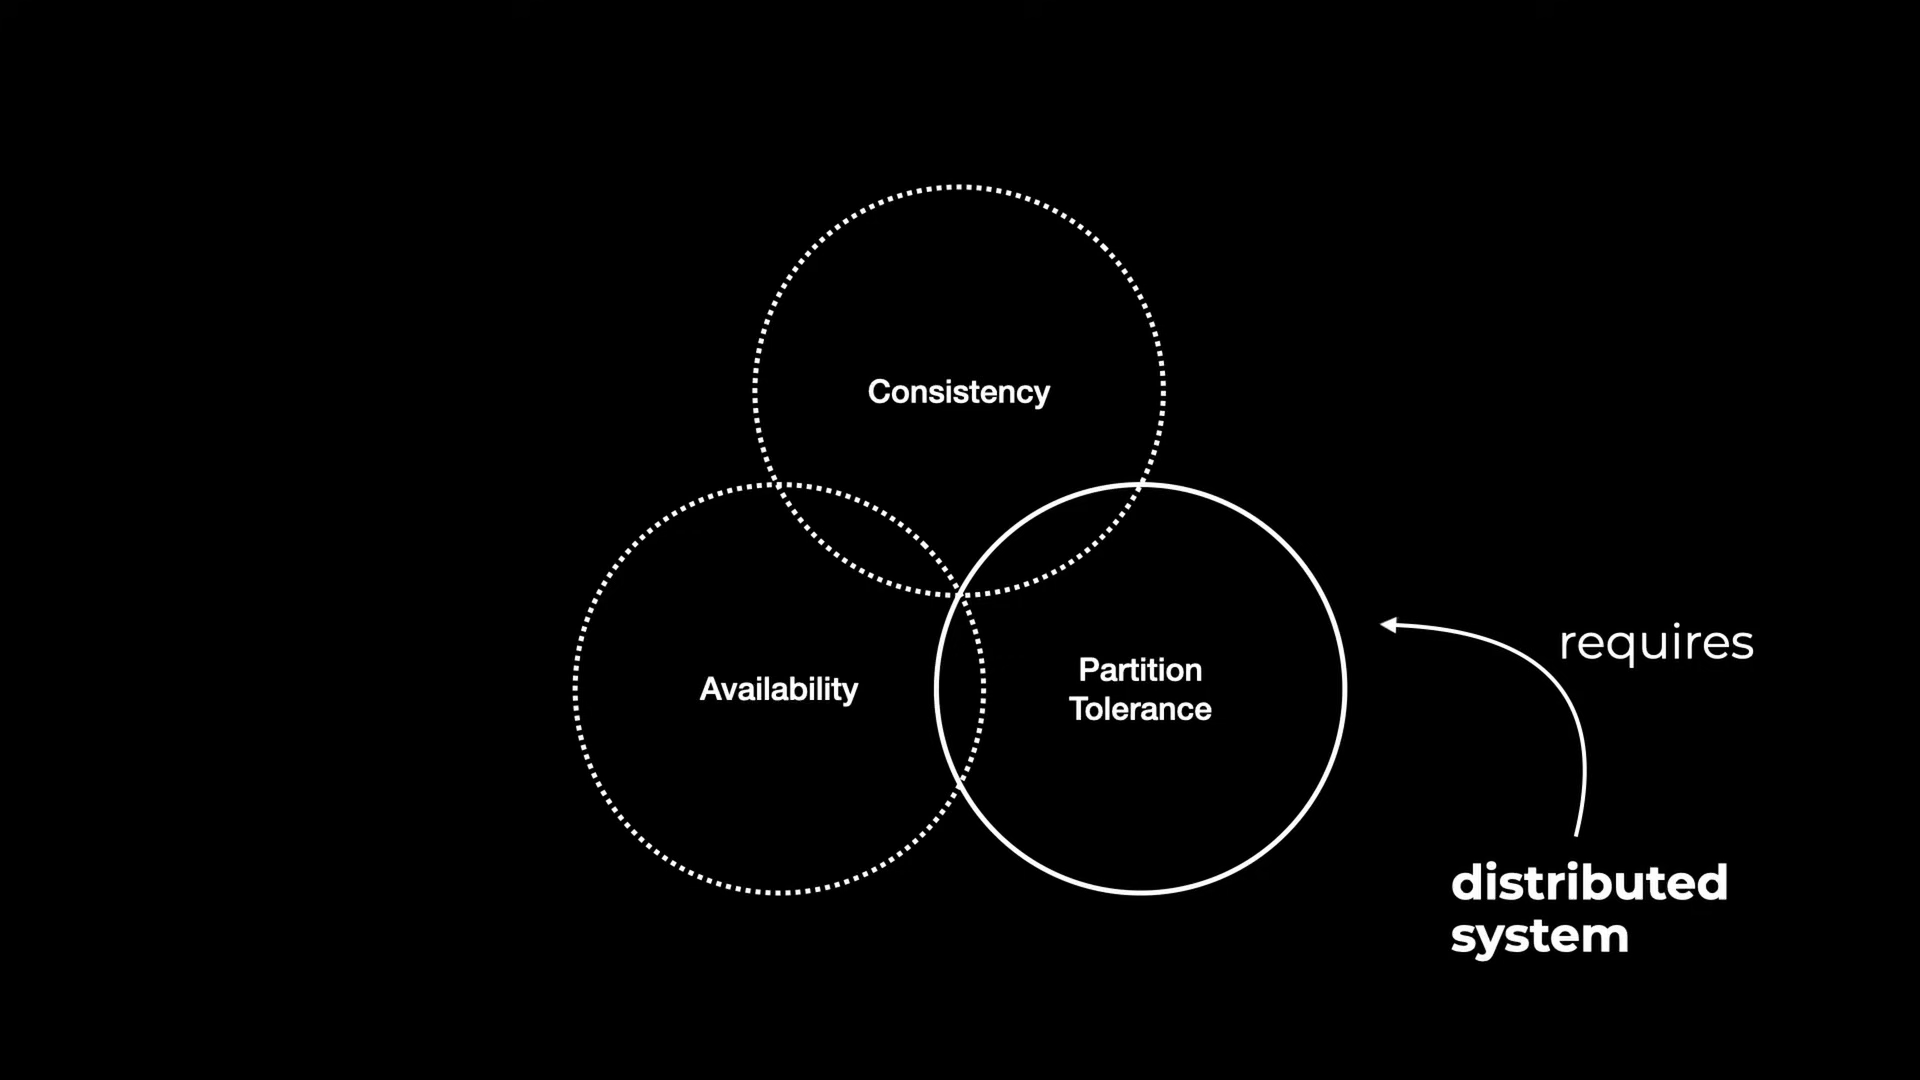 Consistency
Availability
Partition
Tolerance
requires
distributed
system